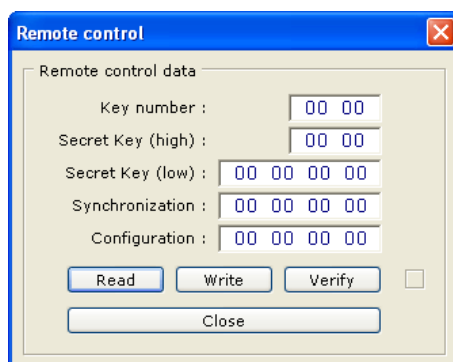 Remote control
Remote control data
Key number : 00 00
Secret Key (high) : 00 00
Secret Key (low) : 00 00 00 00
Synchronization : 00 00 00 00
Configuration : 00 00 00 00
Read Write Verify
Close